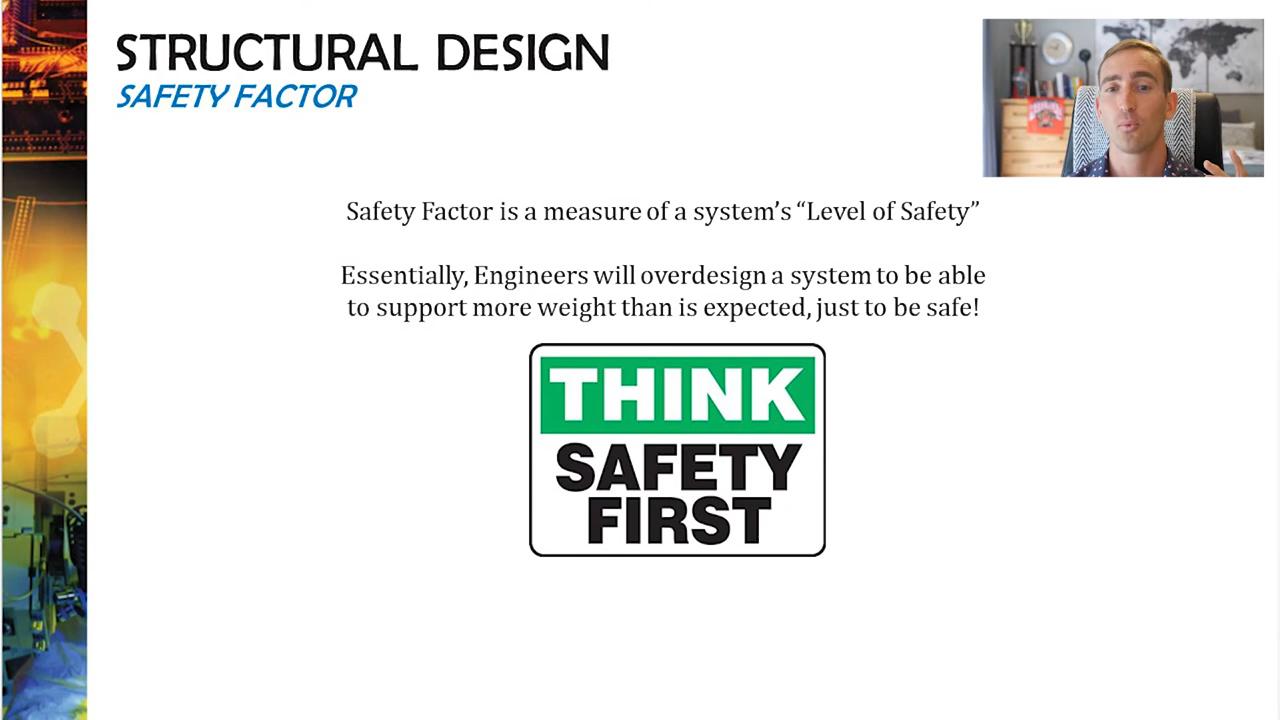 STRUCTURAL DESIGN
SAFETY FACTOR
Safety Factor is a measure of a system’s “Level of Safety”
Essentially, Engineers will overdesign a system to be able
to support more weight than is expected, just to be safe!
THINK
SAFETY
FIRST